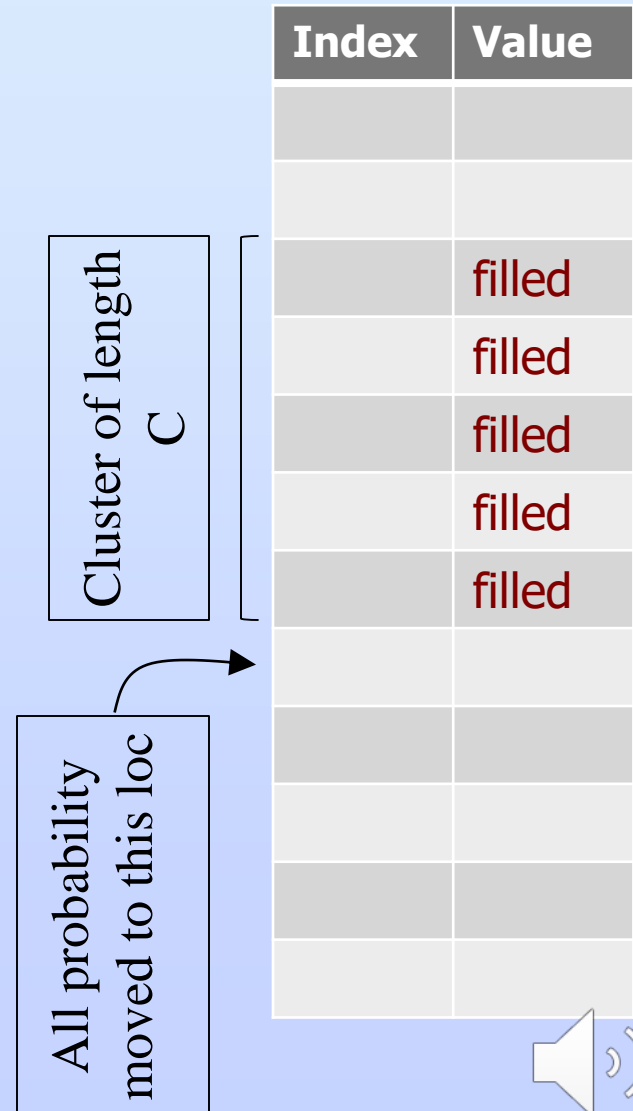 Index Value
filled
filled
filled
filled
filled
Cluster of length
C
All probability
moved to this loc